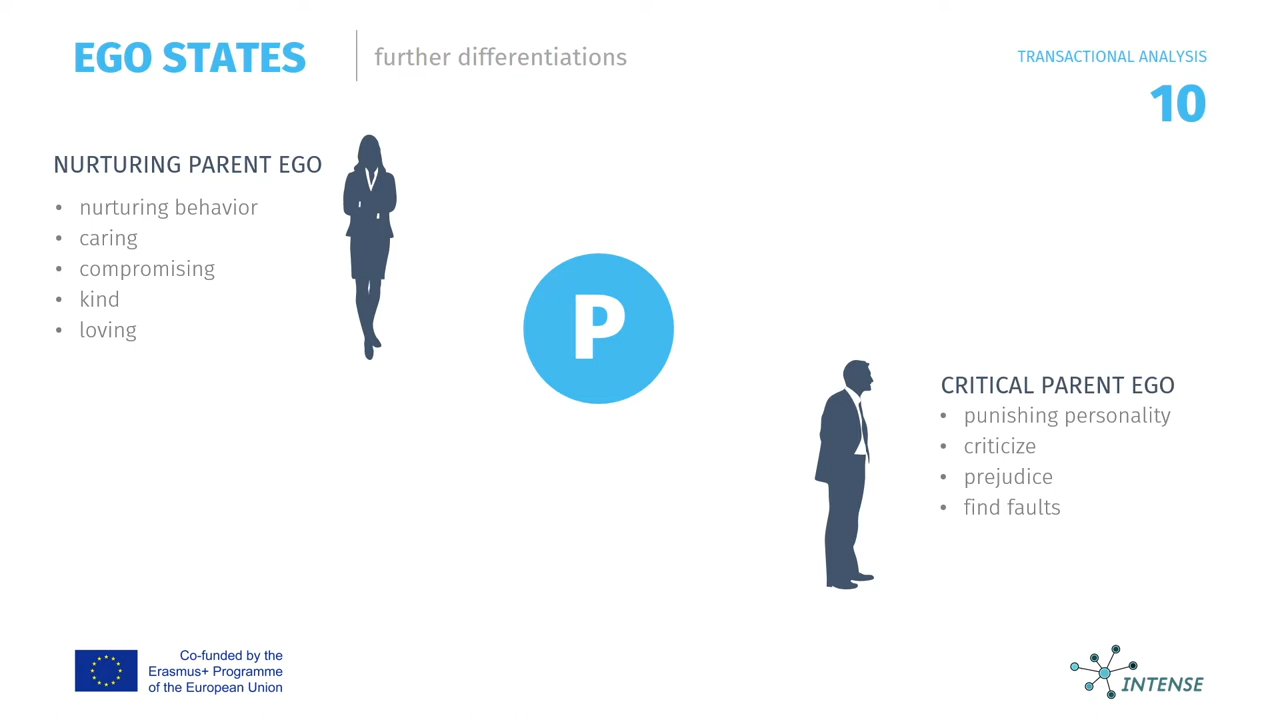 EGO STATES
further differentiations
TRANSACTIONAL ANALYSIS
10
NURTURING PARENT EGO
• nurturing behavior
• caring
• compromising
• kind
• loving
P
CRITICAL PARENT EGO
• punishing personality
• criticize
• prejudice
• find faults
Co-funded by the
Erasmus+ Programme
of the European Union
INTENSE